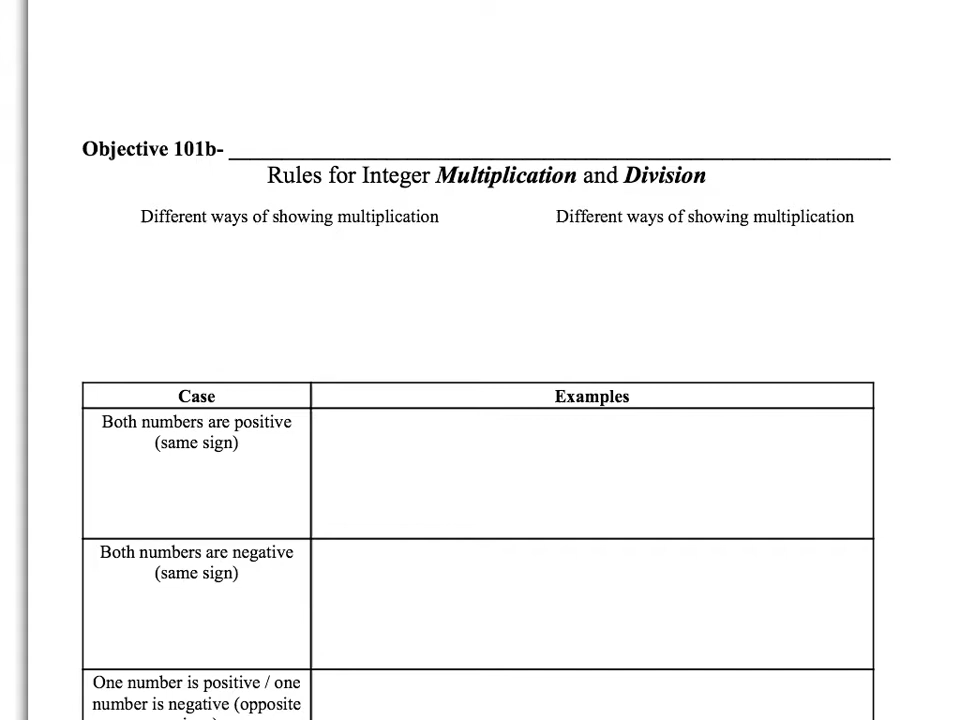 Objective 101b- ____________________
Rules for Integer Multiplication and Division
Different ways of showing multiplication
Different ways of showing multiplication
Case
Examples
Both numbers are positive
(same sign)
Both numbers are negative
(same sign)
One number is positive / one
number is negative (opposite